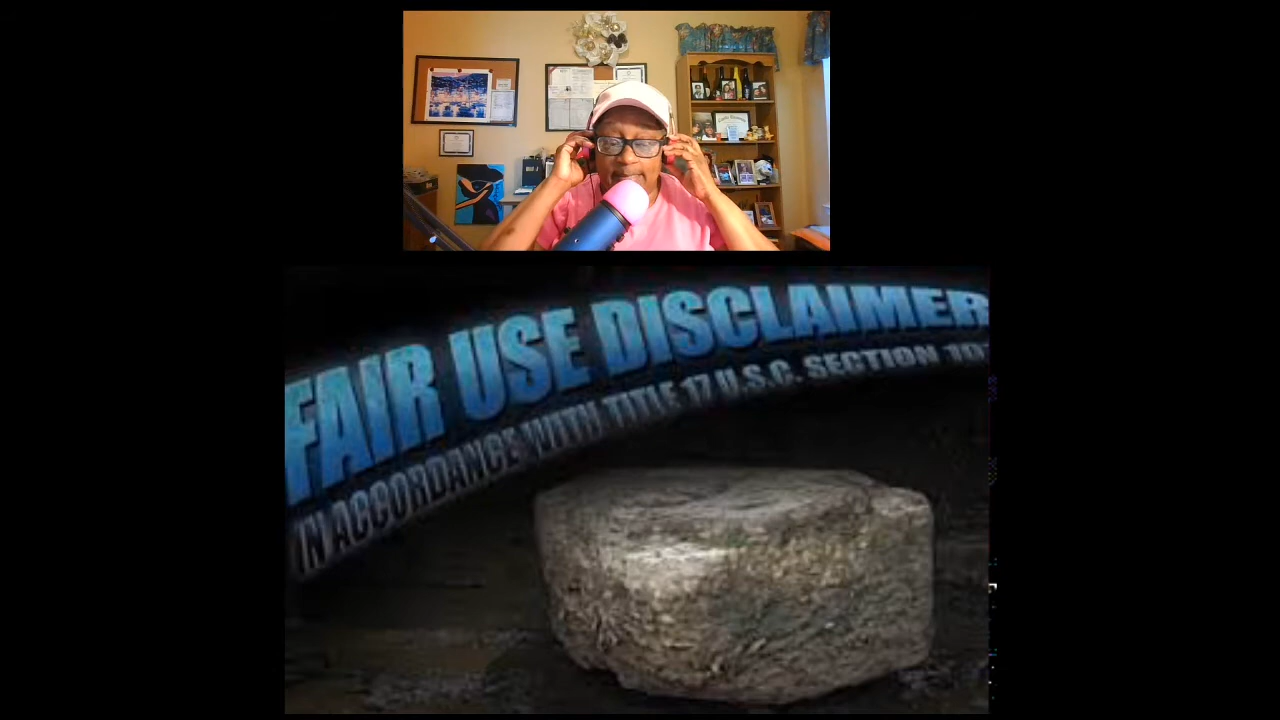 FAIR USE DISCLAIMER
IN ACCORDANCE WITH TITLE 17 U.S.C. SECTION